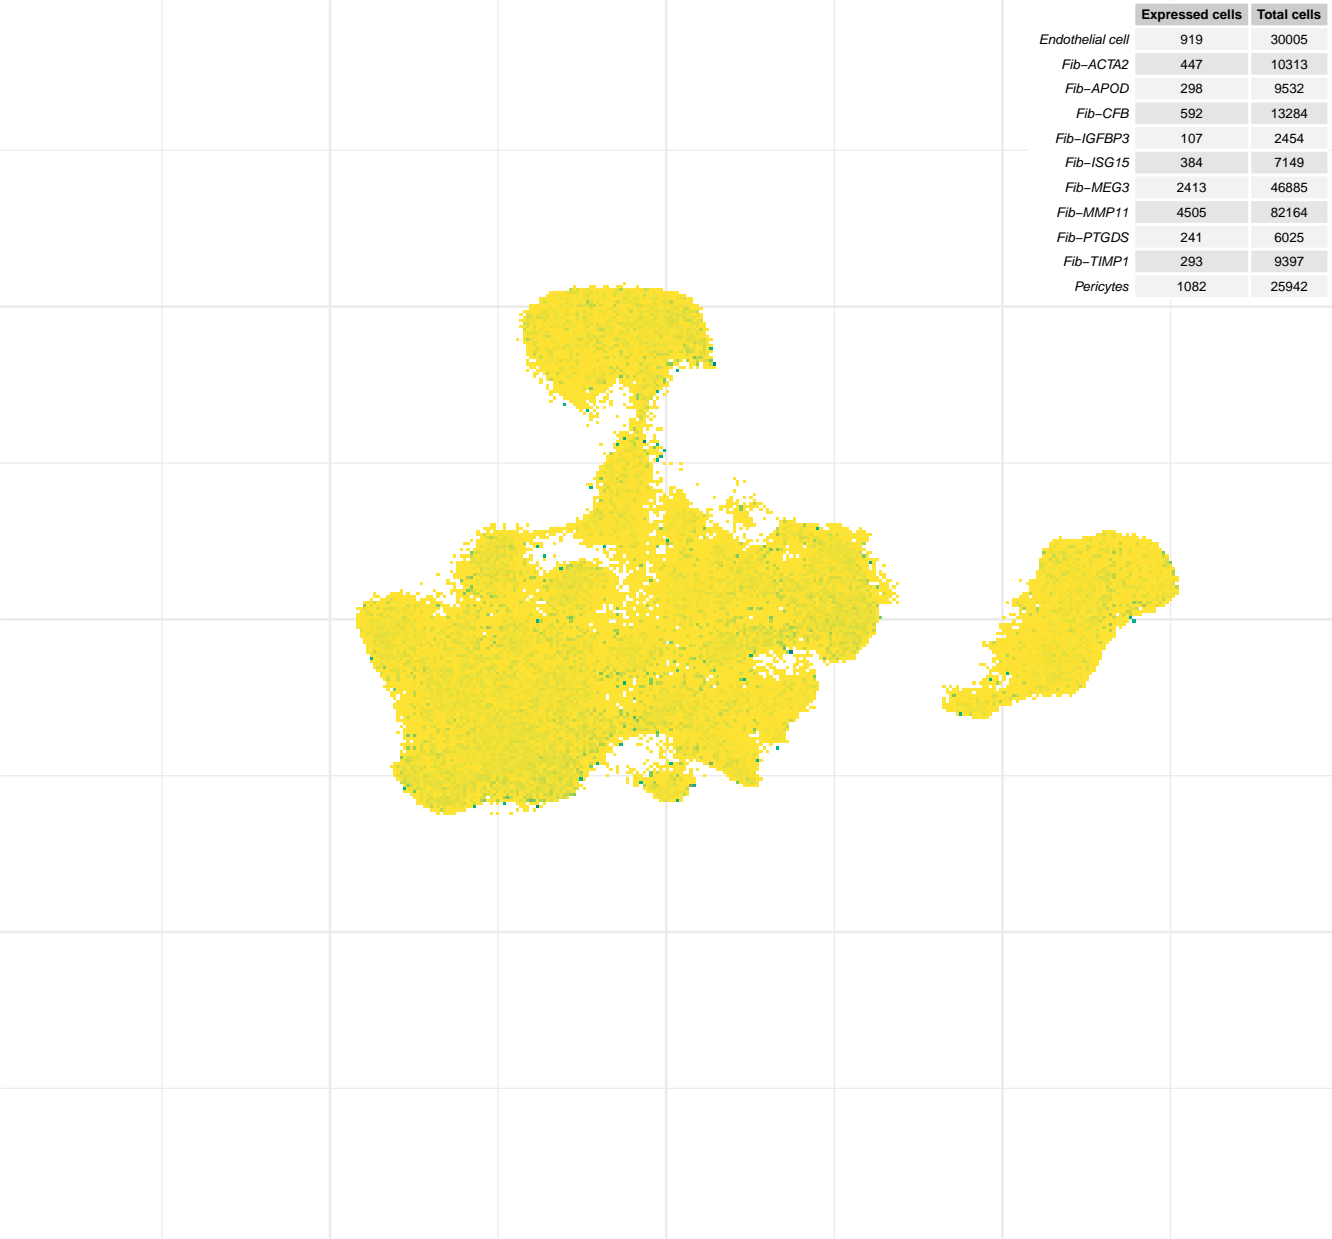 Expressed cells Total cells
Endothelial cell 919 30005
Fib−ACTA2 447 10313
Fib−APOD 298 9532
Fib−CFB 592 13284
Fib−IGFBP3 107 2454
Fib−ISG15 384 7149
Fib−MEG3 2413 46885
Fib−MMP11 4505 82164
Fib−PTGDS 241 6025
Fib−TIMP1 293 9397
Pericytes 1082 25942